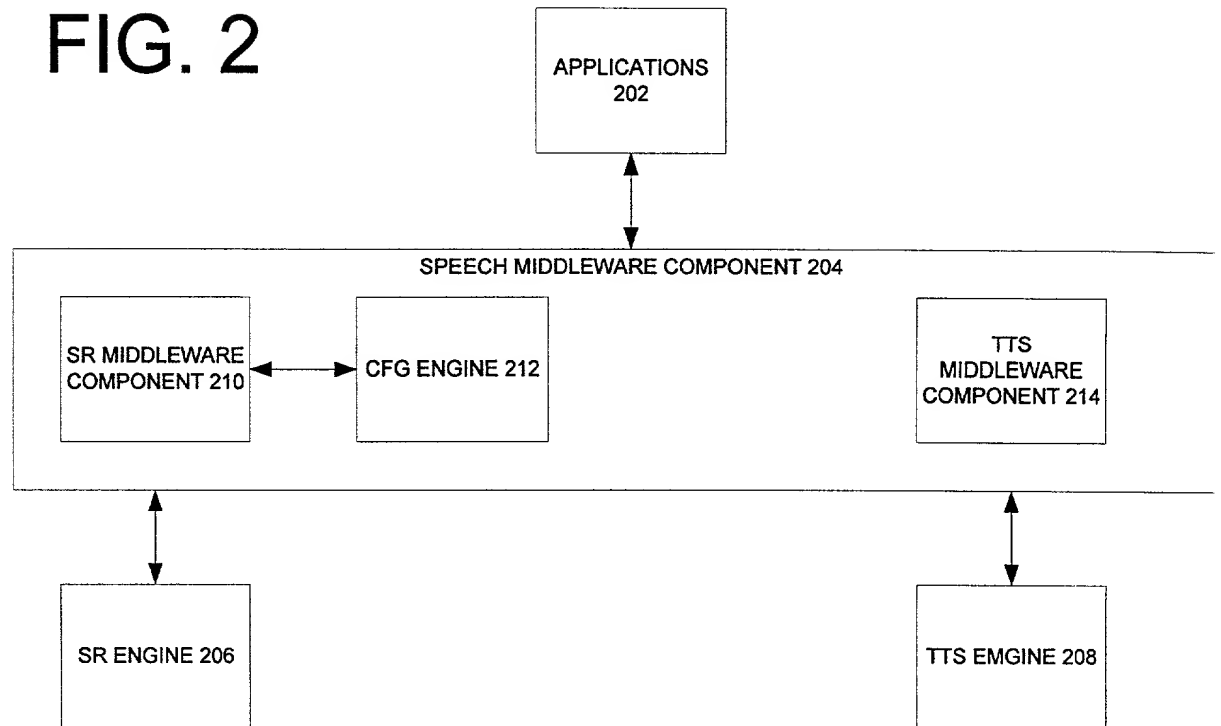 FIG. 2
APPLICATIONS
202
SPEECH MIDDLEWARE COMPONENT 204
SR MIDDLEWARE
COMPONENT 210
CFG ENGINE 212
TTS
MIDDLEWARE
COMPONENT 214
SR ENGINE 206
TTS EMGINE 208